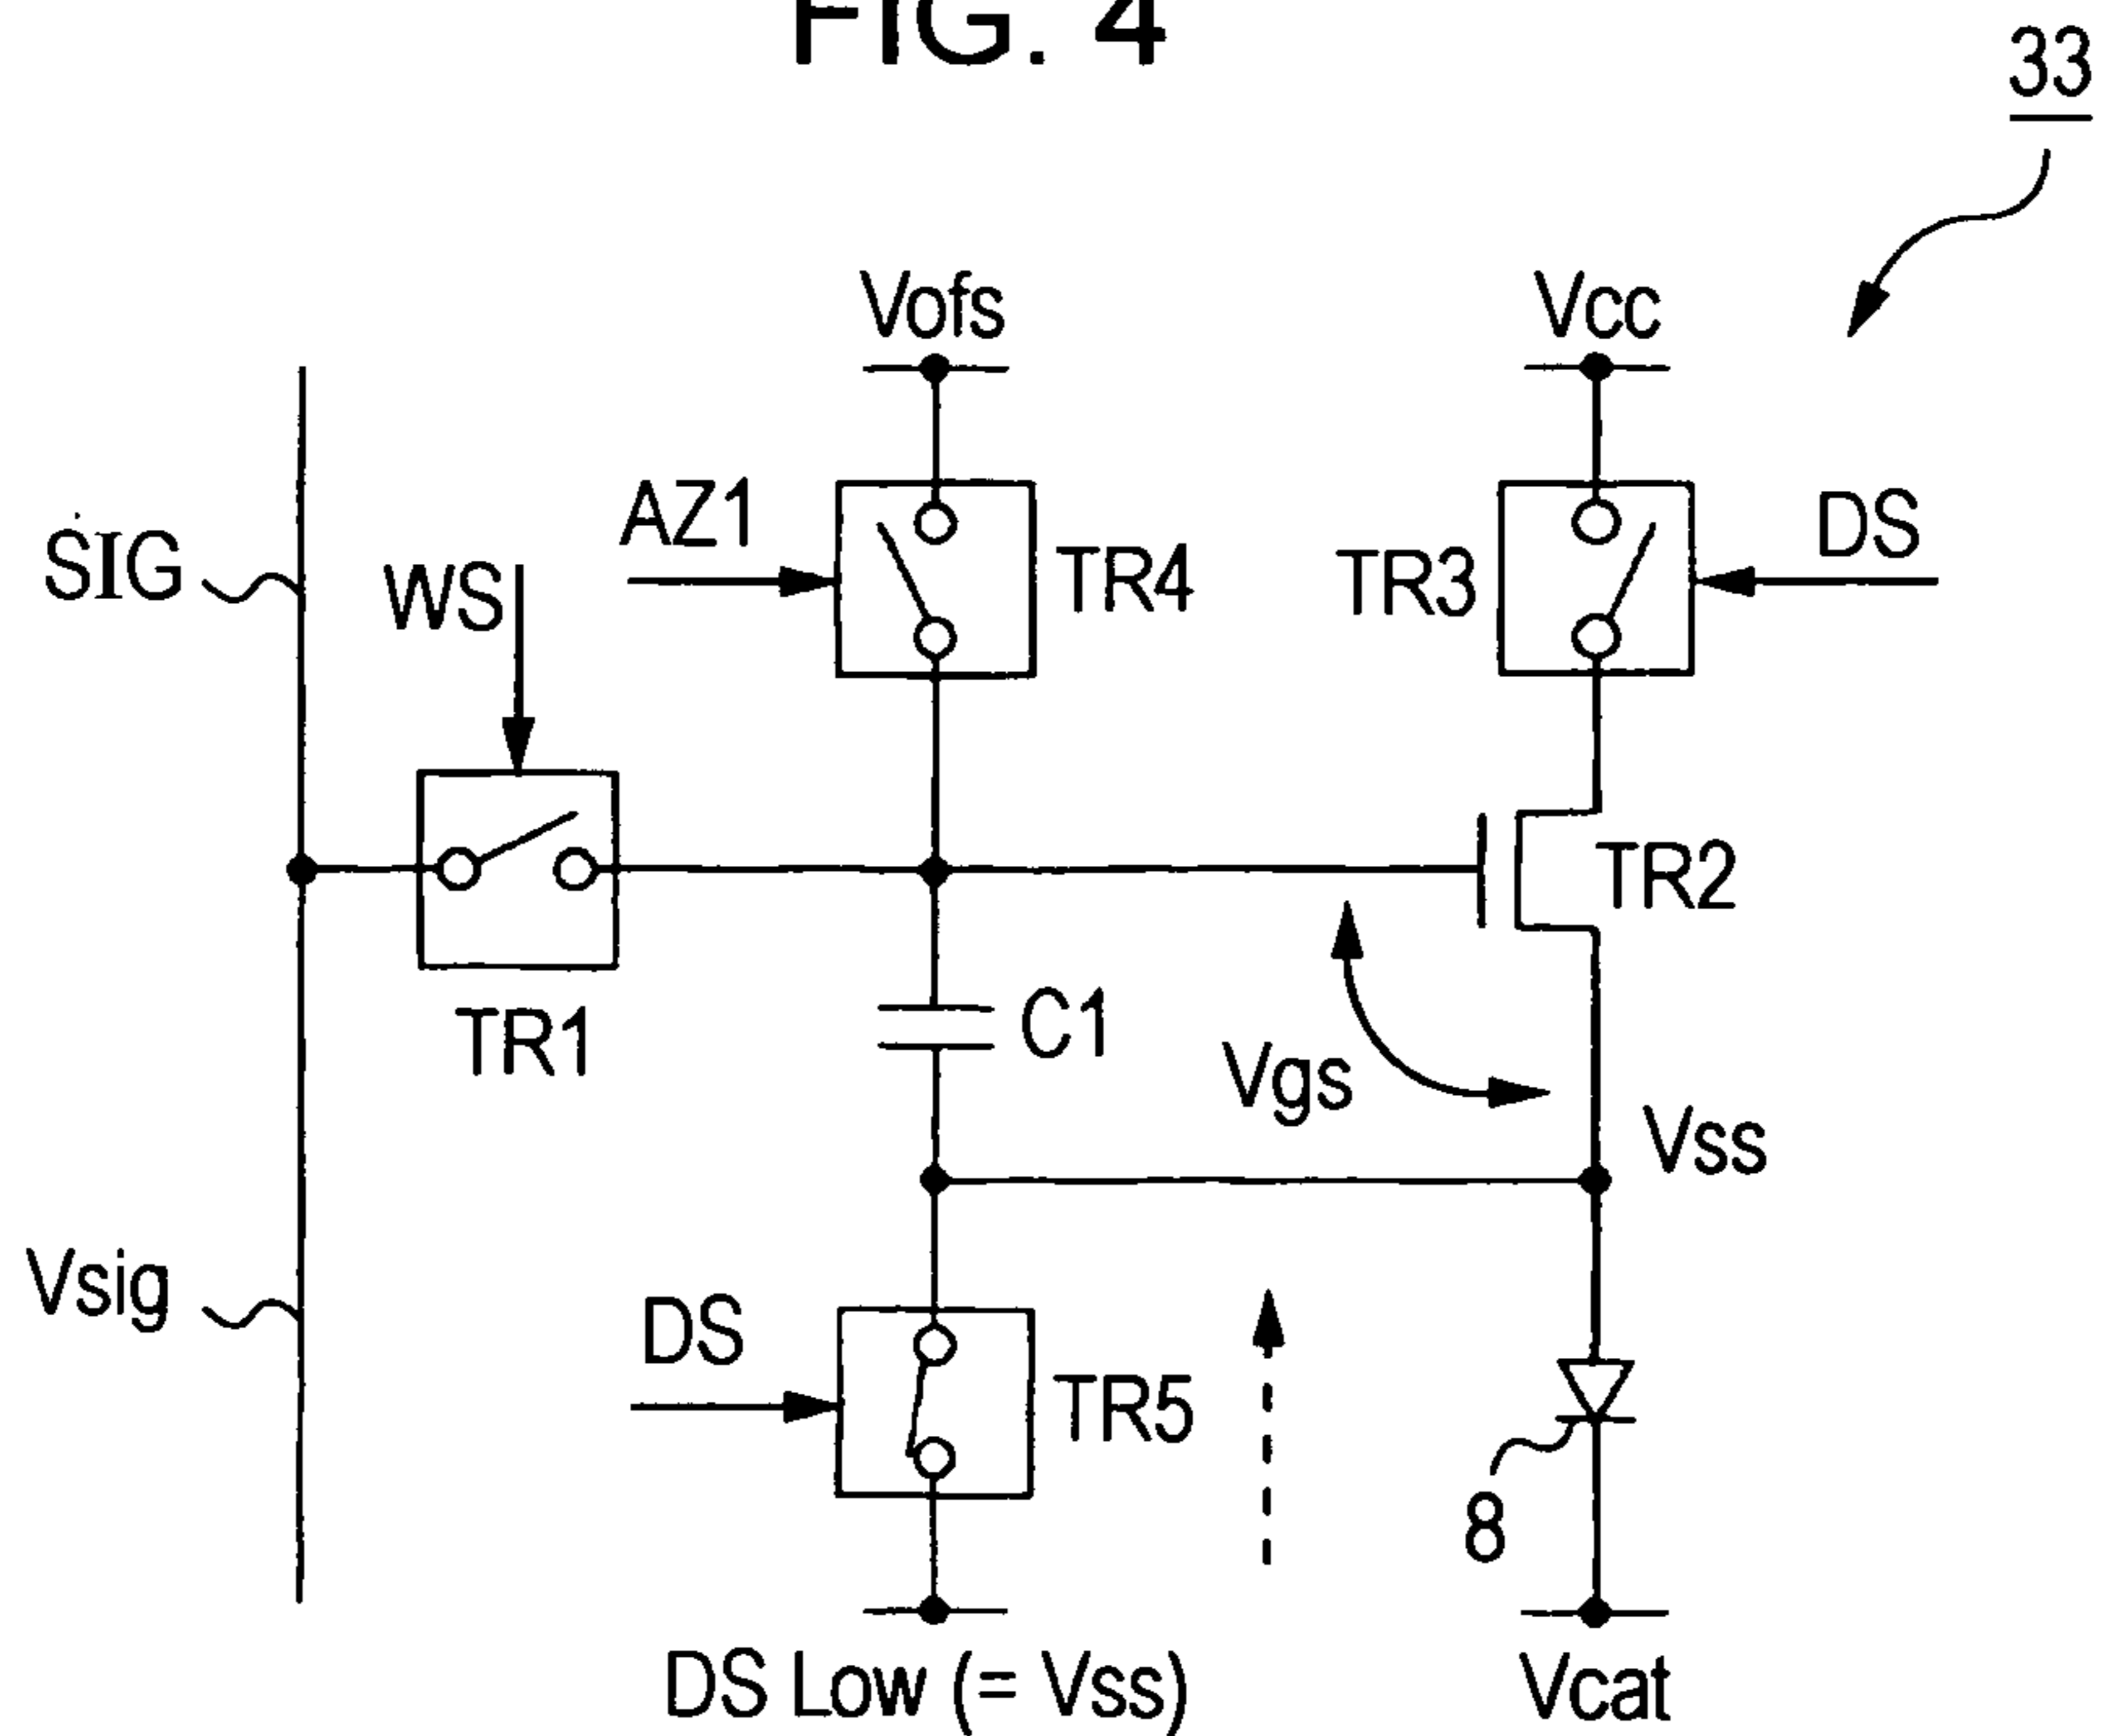 FIG. 4
33
Vofs
Vcc
SIG
AZ1
TR4
TR3
DS
WS
TR2
TR1
C1
Vgs
Vss
Vsig
DS
TR5
8
DS Low (= Vss)
Vcat